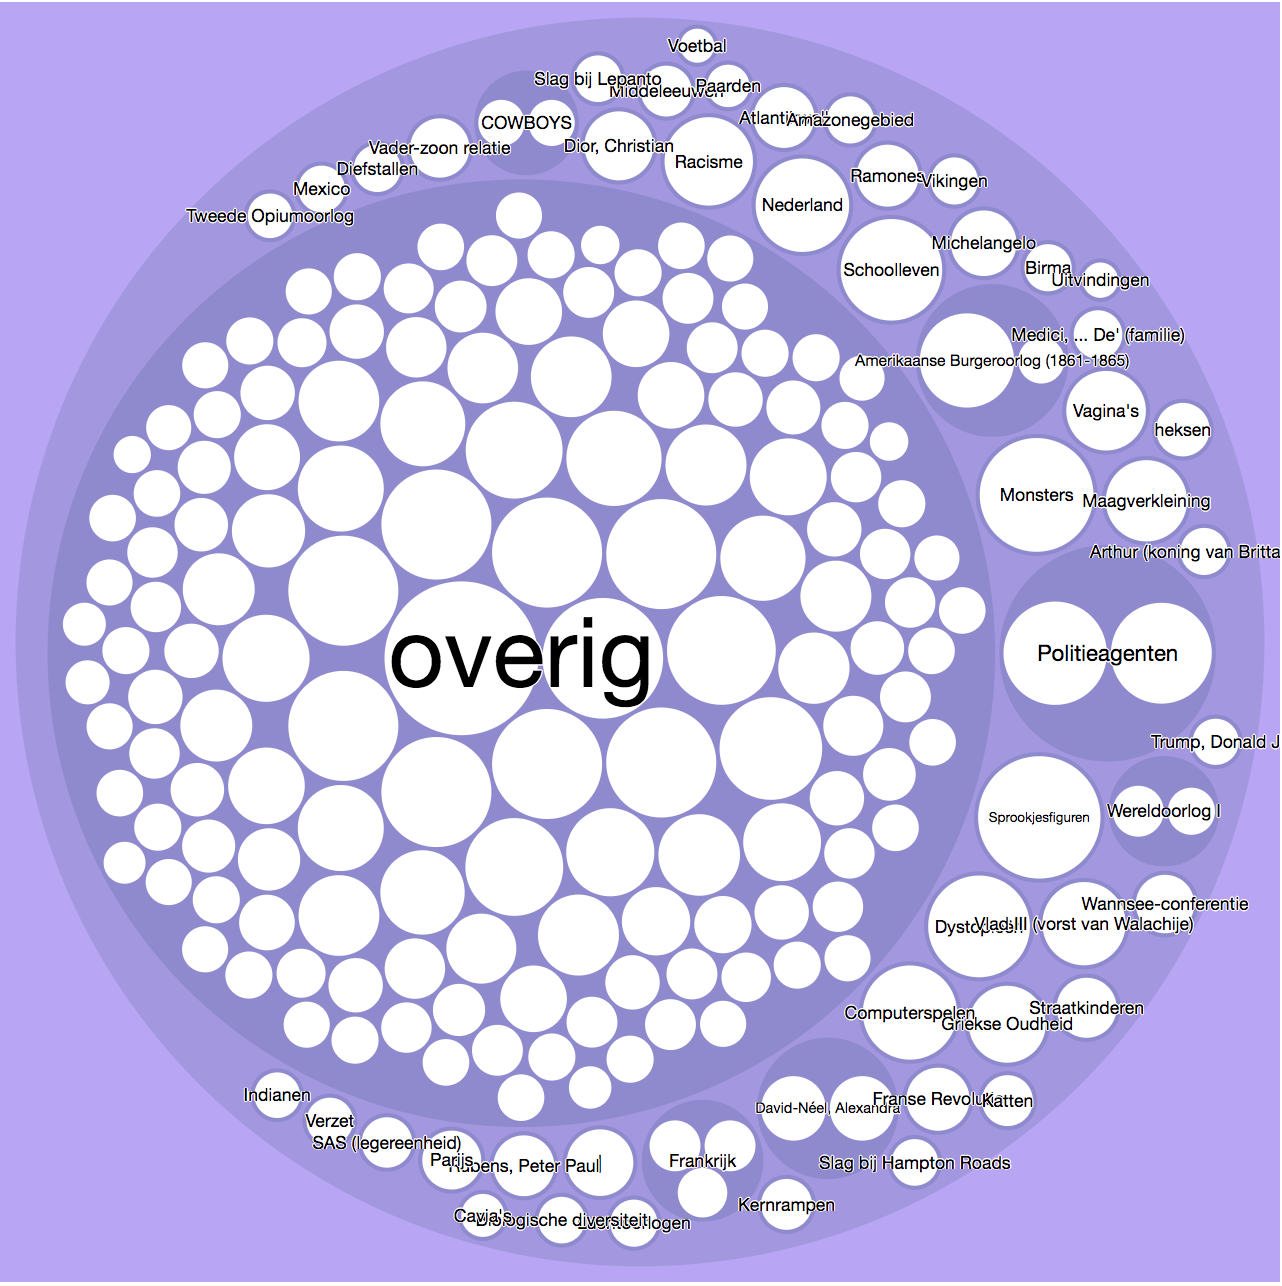 Voetbal
Slag bij Lepanto
Middeleeuwen
Paarden
COWBOYS
Amazonegebied
Dior, Christian
Vader-zoon relatie
Racisme
Diefstallen
Ramones
Vikingen
Mexico
Nederland
Tweede Opiumoorlog
Michelangelo
Schoolleven
Birma
Uitvindingen
Medici, ... De' (familie)
Amerikaanse Burgeroorlog (1861-1865)
Vagina's
heksen
Monsters
Maagverkleining
Arthur (koning van Britta
overig
Politieagenten
Trump, Donald J
Wereldoorlog I
Sprookjesfiguren
Wannsee-conferentie
Vlad III (vorst van Walachije)
Computerspelen
Straatkinderen
Griekse Oudheid
Indianen
Franse
Katten
David-Néel, Alexandra
Verzet
SAS (legereenheid)
Parijs
Rubens, Peter Paul
Frankrijk
Slag bij Hampton Roads
Kernrampen
Cavia's
Biologische diversiteit